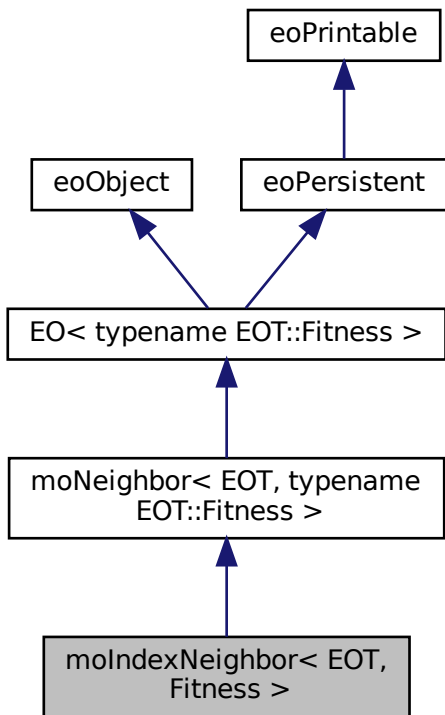 eoPrintable
eoObject
eoPersistent
EO< typename EOT::Fitness >
moNeighbor< EOT, typename
EOT::Fitness >
moIndexNeighbor< EOT,
Fitness >